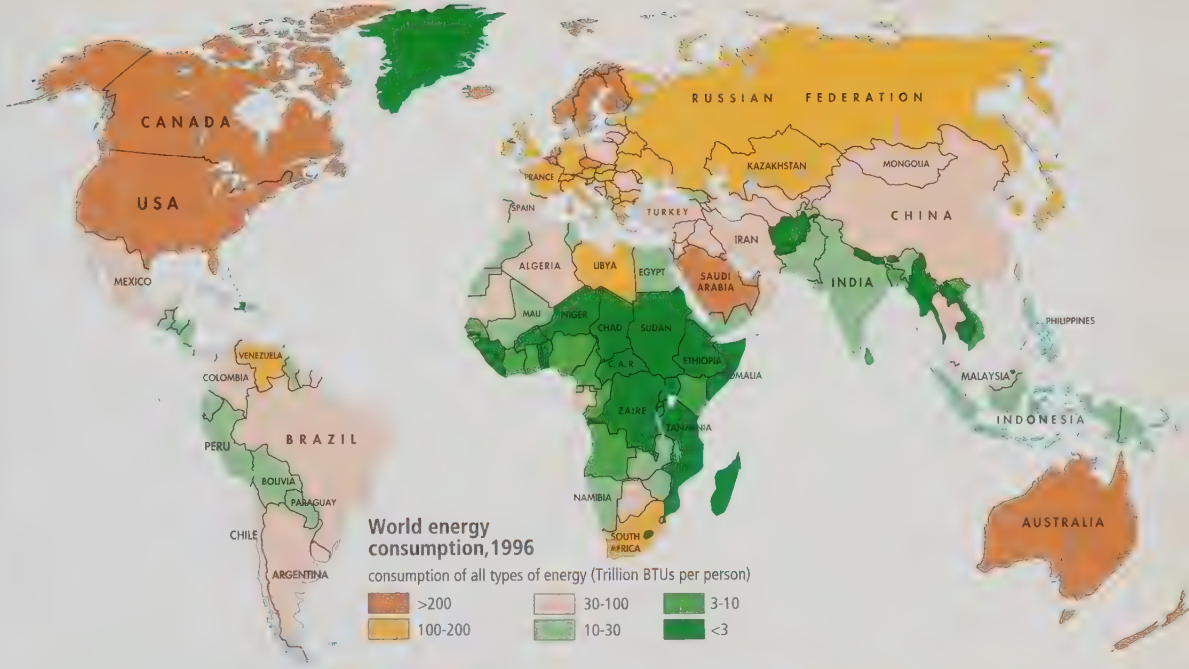 CANADA
RUSSIAN FEDERATION
KAZAKHSTAN
MONGOLIA
FRANCE
USA
SPAIN
TURKEY
CHINA
IRAN
ALGERIA
LIBYA
EGYPT
SAUDI
ARABIA
INDIA
MEXICO
MALI
NIGER
CHAD
SUDAN
PHILIPPINES
VENEZUELA
COLOMBIA
C.A.R
ETHIOPIA
OMALIA
MALAYSIA
ZAIRE
INDONESIA
TANZANIA
BRAZIL
PERU
BOLIVIA
PARAGUAY
NAMIBIA
CHILE
SOUTH
AFRICA
AUSTRALIA
ARGENTINA
World energy
consumption,1996
consumption of all types of energy (Trillion BTUs per person)
>200 30-100 3-10
100-200 10-30 <3